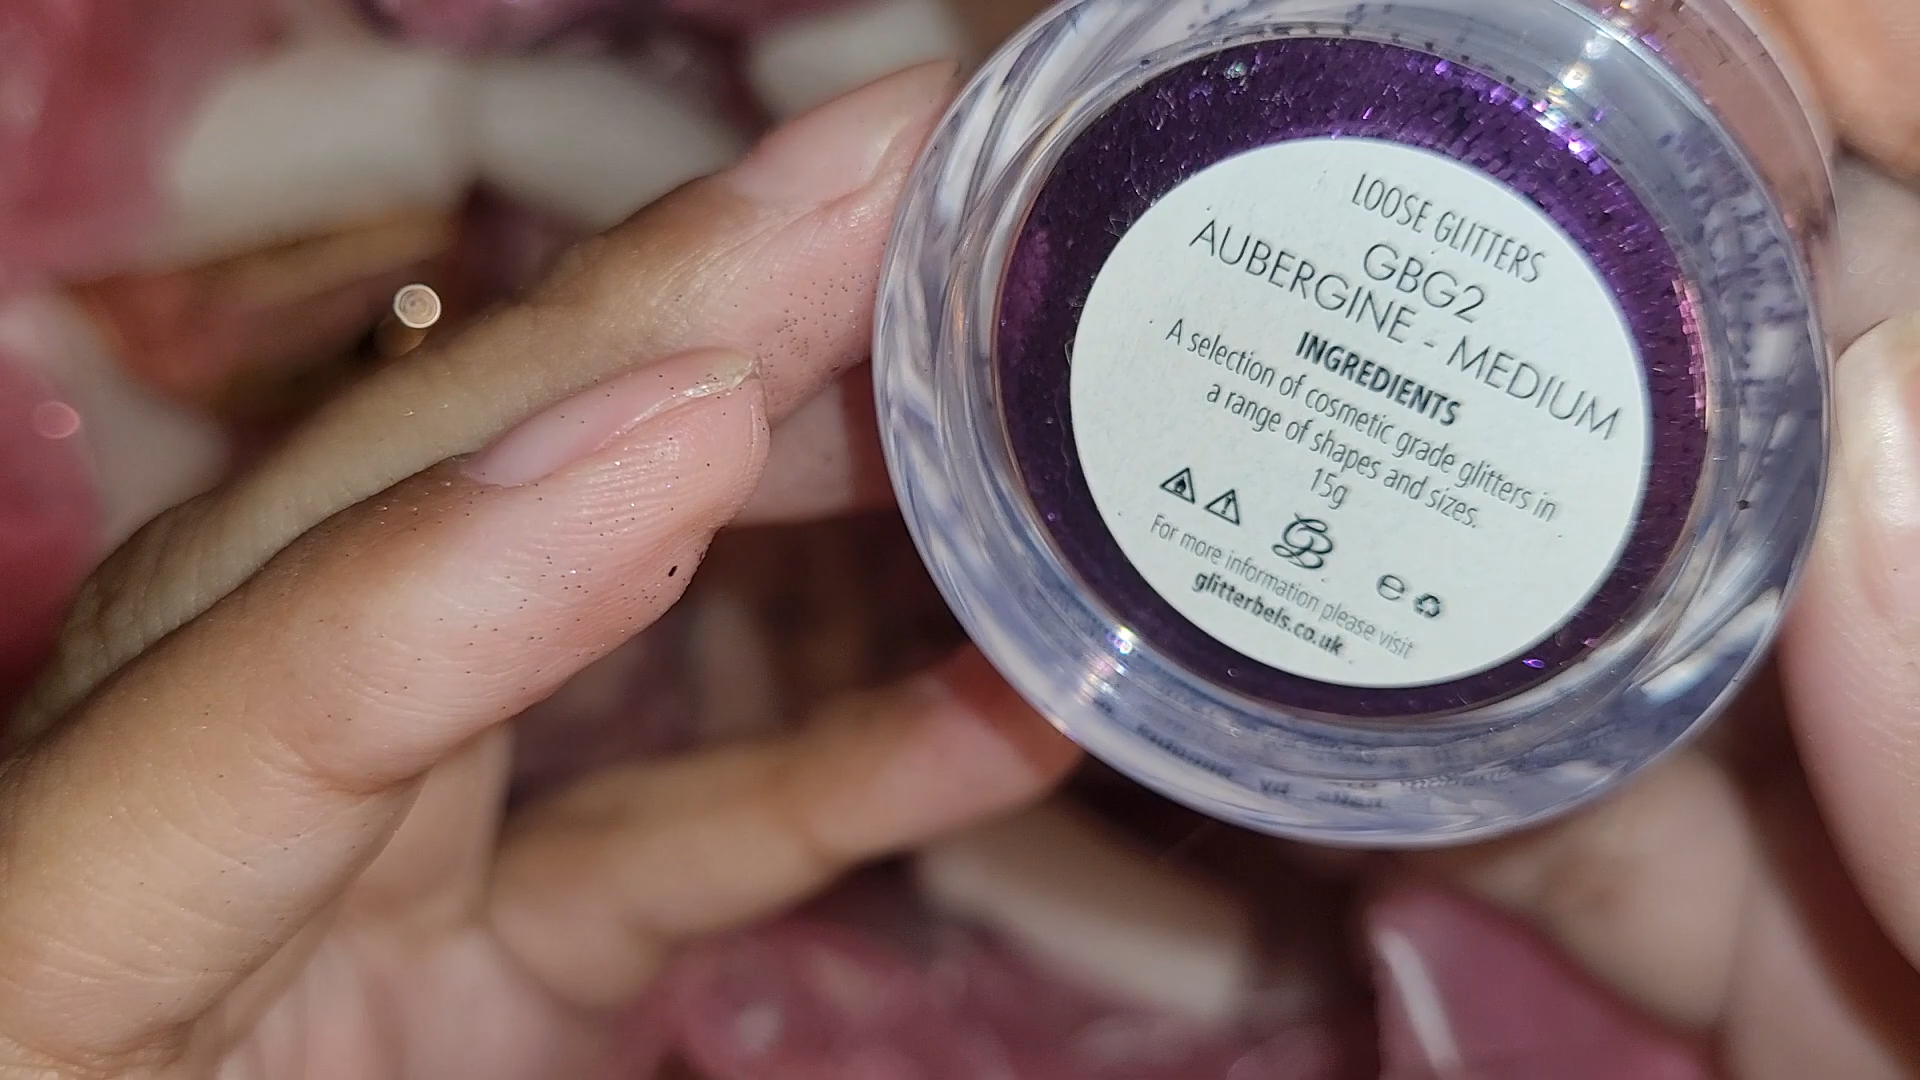 LOOSE GLITTERS
GBG2
AUBERGINE - MEDIUM
INGREDIENTS
A selection of cosmetic grade glitters in
a range of shapes and sizes.
15g
GB
e
For more information please visit
glitterbels.co.uk